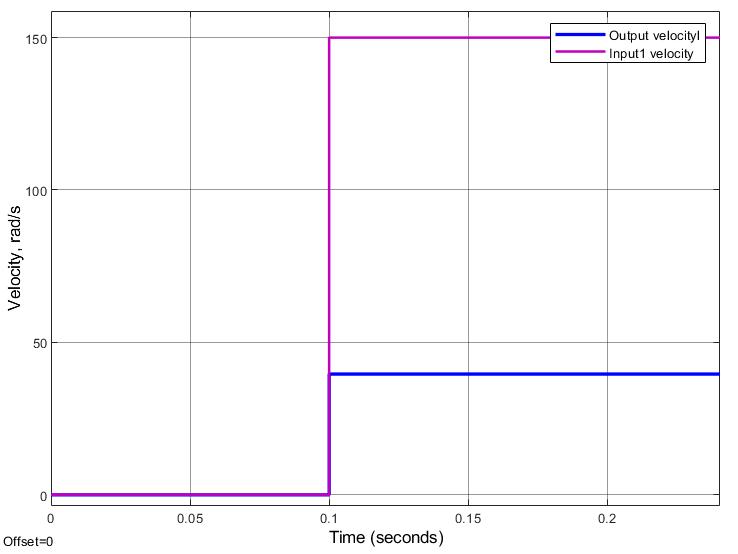 150
100
50
0
Velocity, rad/s
Output velocityl
Input1 velocity
0 0.05 0.1 0.15 0.2
Time (seconds)
Offset=0